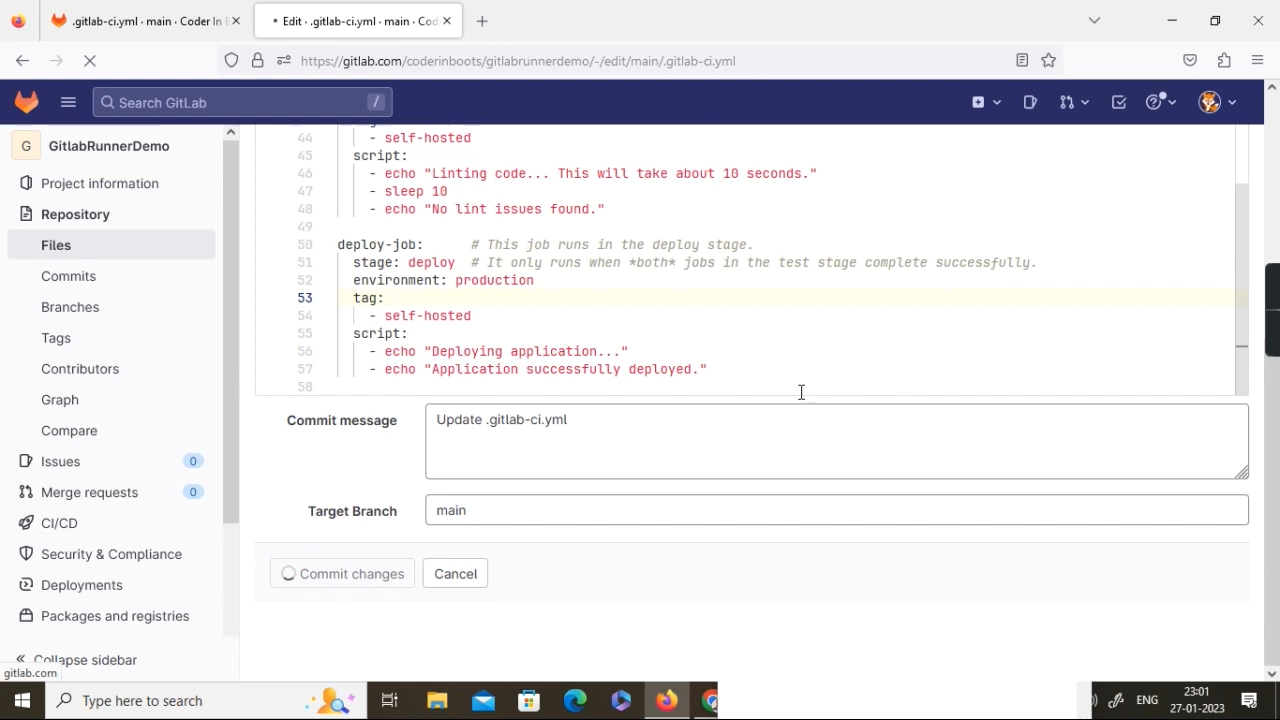 .gitlab-ci.yml · main · Coder In B
Edit · .gitlab-ci.yml · main · Cod
https://gitlab.com/coderinboots/gitlabrunnerdemo/-/edit/main/.gitlab-ci.yml
Search GitLab
/
G GitlabRunnerDemo
Project information
Repository
Files
Commits
Branches
Tags
Contributors
Graph
Compare
Issues 0
Merge requests 0
CI/CD
Security & Compliance
Deployments
Packages and registries
Collapse sidebar
gitlab.com
44 - self-hosted
45 script:
46 - echo "Linting code... This will take about 10 seconds."
47 - sleep 10
48 - echo "No lint issues found."
49
50 deploy-job: # This job runs in the deploy stage.
51 stage: deploy # It only runs when *both* jobs in the test stage complete successfully.
52 environment: production
53 tag:
54 - self-hosted
55 script:
56 - echo "Deploying application..."
57 - echo "Application successfully deployed."
58
Commit message
Update .gitlab-ci.yml
Target Branch
main
Commit changes
Cancel
Type here to search
ENG
23:01
27-01-2023